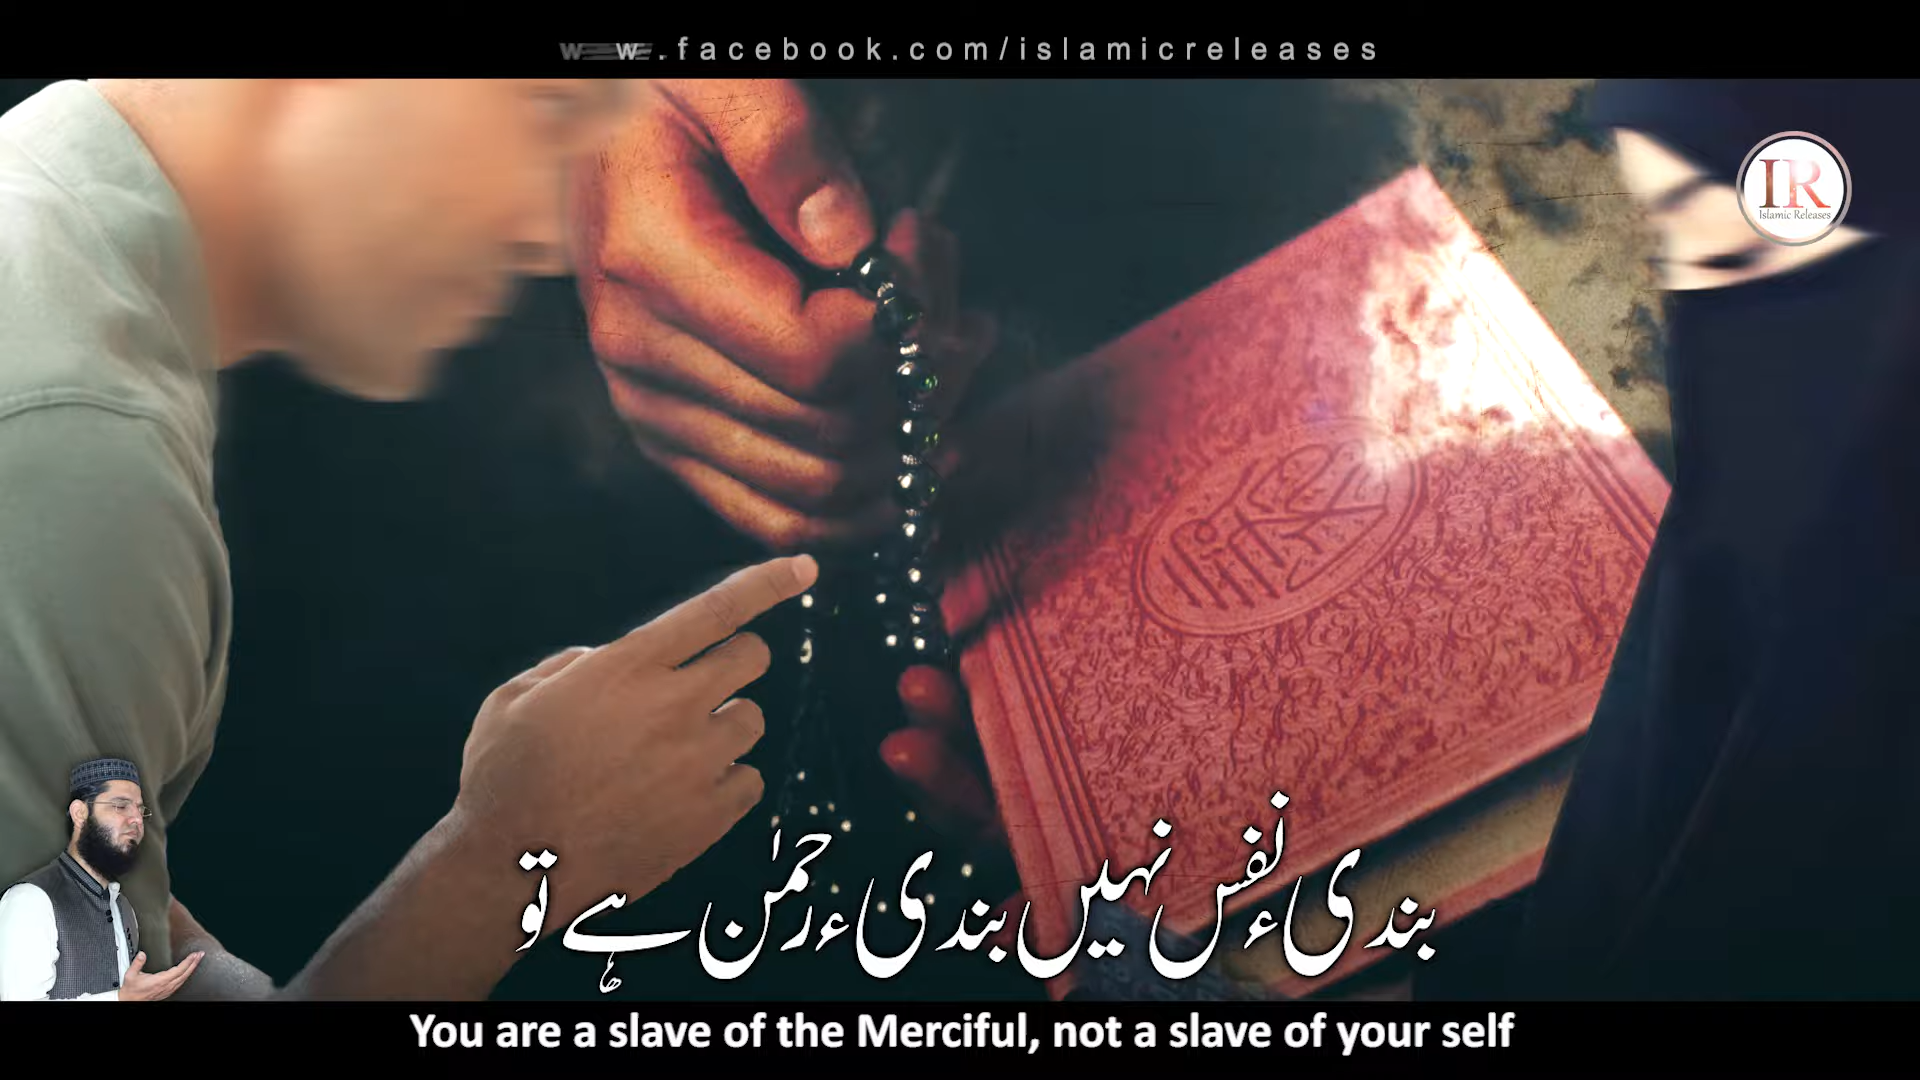 www.facebook.com/islamicreleases
IR
Islamic Releases
بندیٔ نفس نہیں بندیٔ رحمٰن ہے تو
You are a slave of the Merciful, not a slave of your self